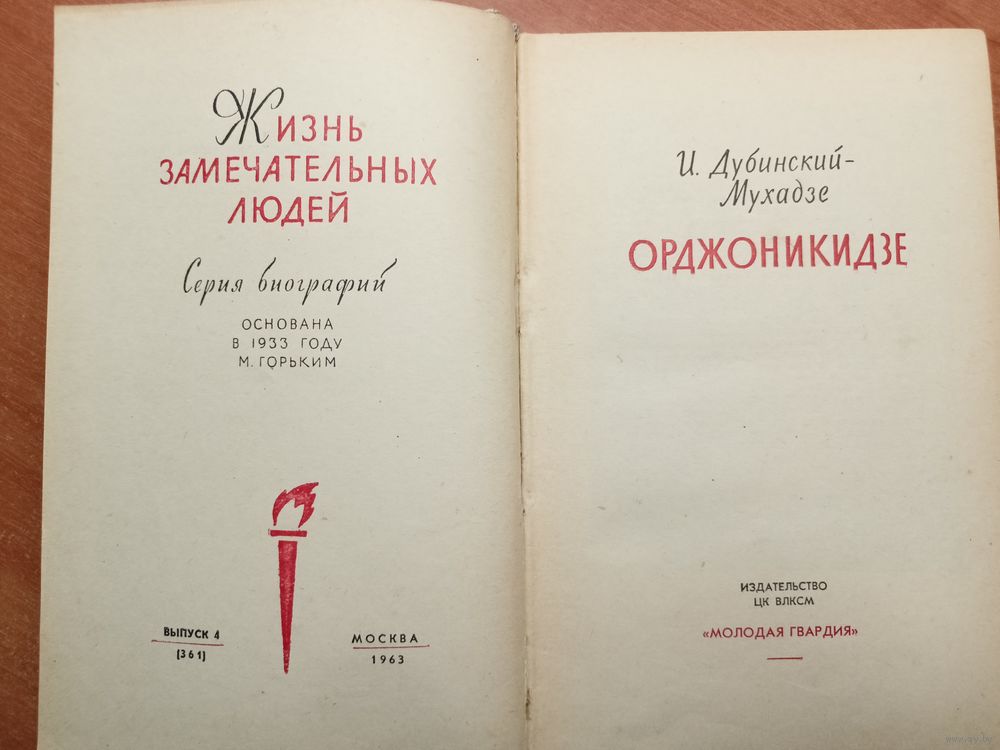 Жизнь
ЗАМЕЧАТЕЛЬНЫХ
ЛЮДЕЙ
Серия биографий
ОСНОВАНА
В 1933 ГОДУ
М. ГОРЬКИМ
ВЫПУСК 4
(361)
МОСКВА
1963
И. Дубинский-
Мухадзе
ОРДЖОНИКИДЗЕ
ИЗДАТЕЛЬСТВО
ЦК ВЛКСМ
«МОЛОДАЯ ГВАРДИЯ»